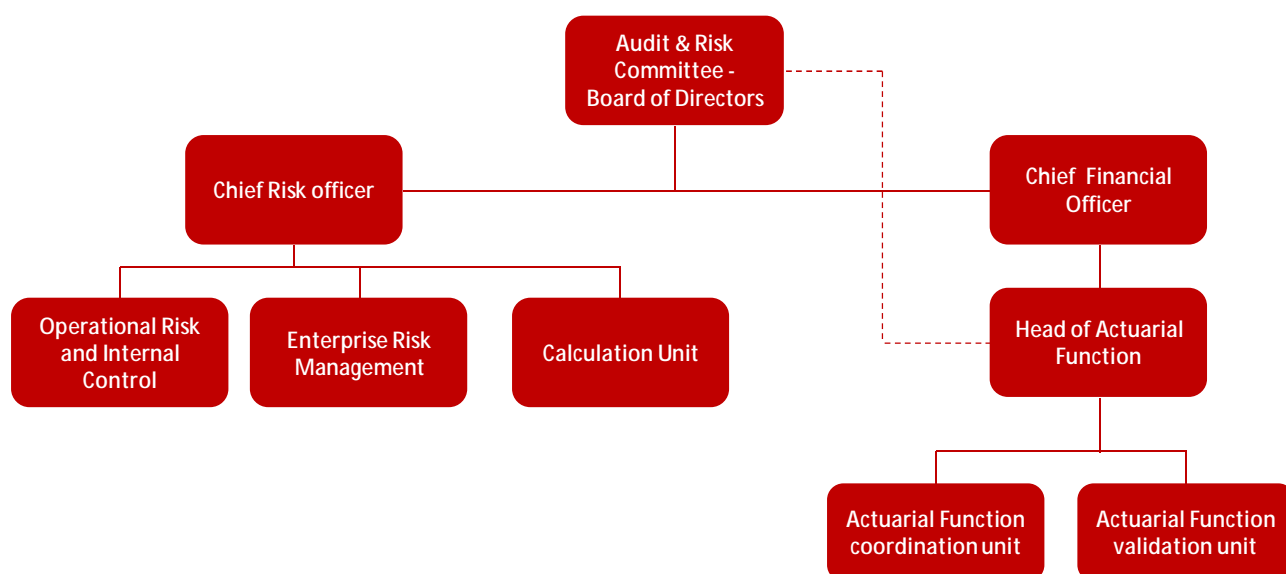 Audit & Risk
Committee -
Board of Directors
Chief Risk officer
Chief Financial
Officer
Operational Risk
and Internal
Control
Enterprise Risk
Management
Calculation Unit
Head of Actuarial
Function
Actuarial Function
coordination unit
Actuarial Function
validation unit